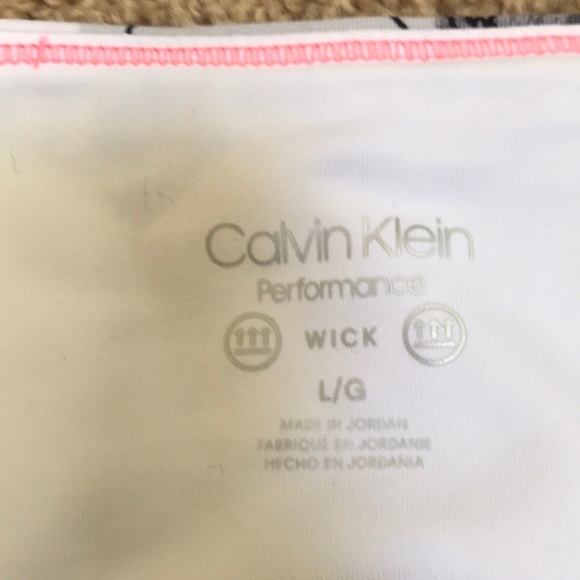 Calvin Klein
Performance
WICK
L/G
MADE IN JORDAN
FABRIQUÉ EN JORDANIE
HECHO EN JORDANIA